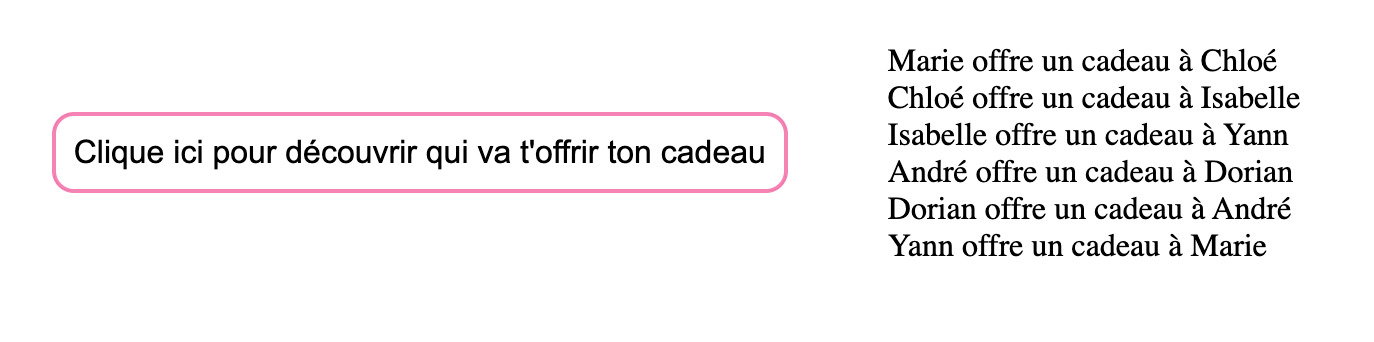 Clique ici pour découvrir qui va t'offrir ton cadeau
Marie offre un cadeau à Chloé
Chloé offre un cadeau à Isabelle
Isabelle offre un cadeau à Yann
André offre un cadeau à Dorian
Dorian offre un cadeau à André
Yann offre un cadeau à Marie